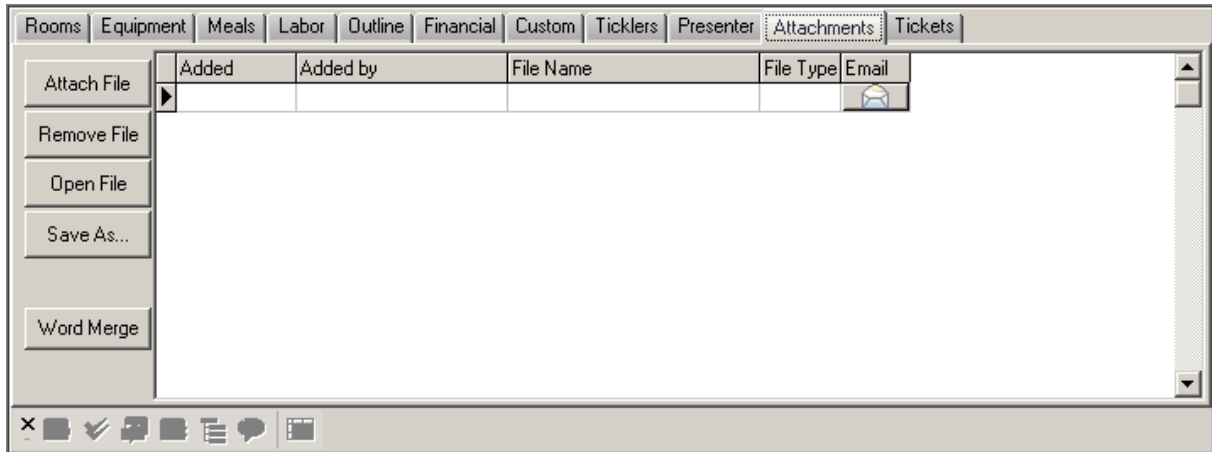 Rooms Equipment Meals Labor Outline Financial Custom Ticklers Presenter Attachments Tickets
Attach File
Added Added by File Name File Type Email
Remove File
Open File
Save As...
Word Merge